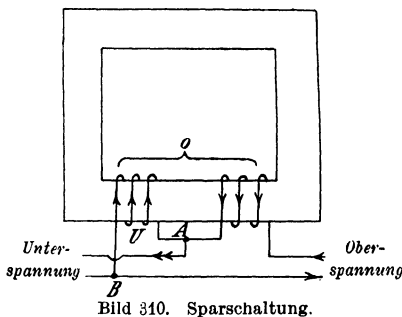 O
U
A
Unter-
spannung
Ober-
spannung
B
Bild 310. Sparschaltung.